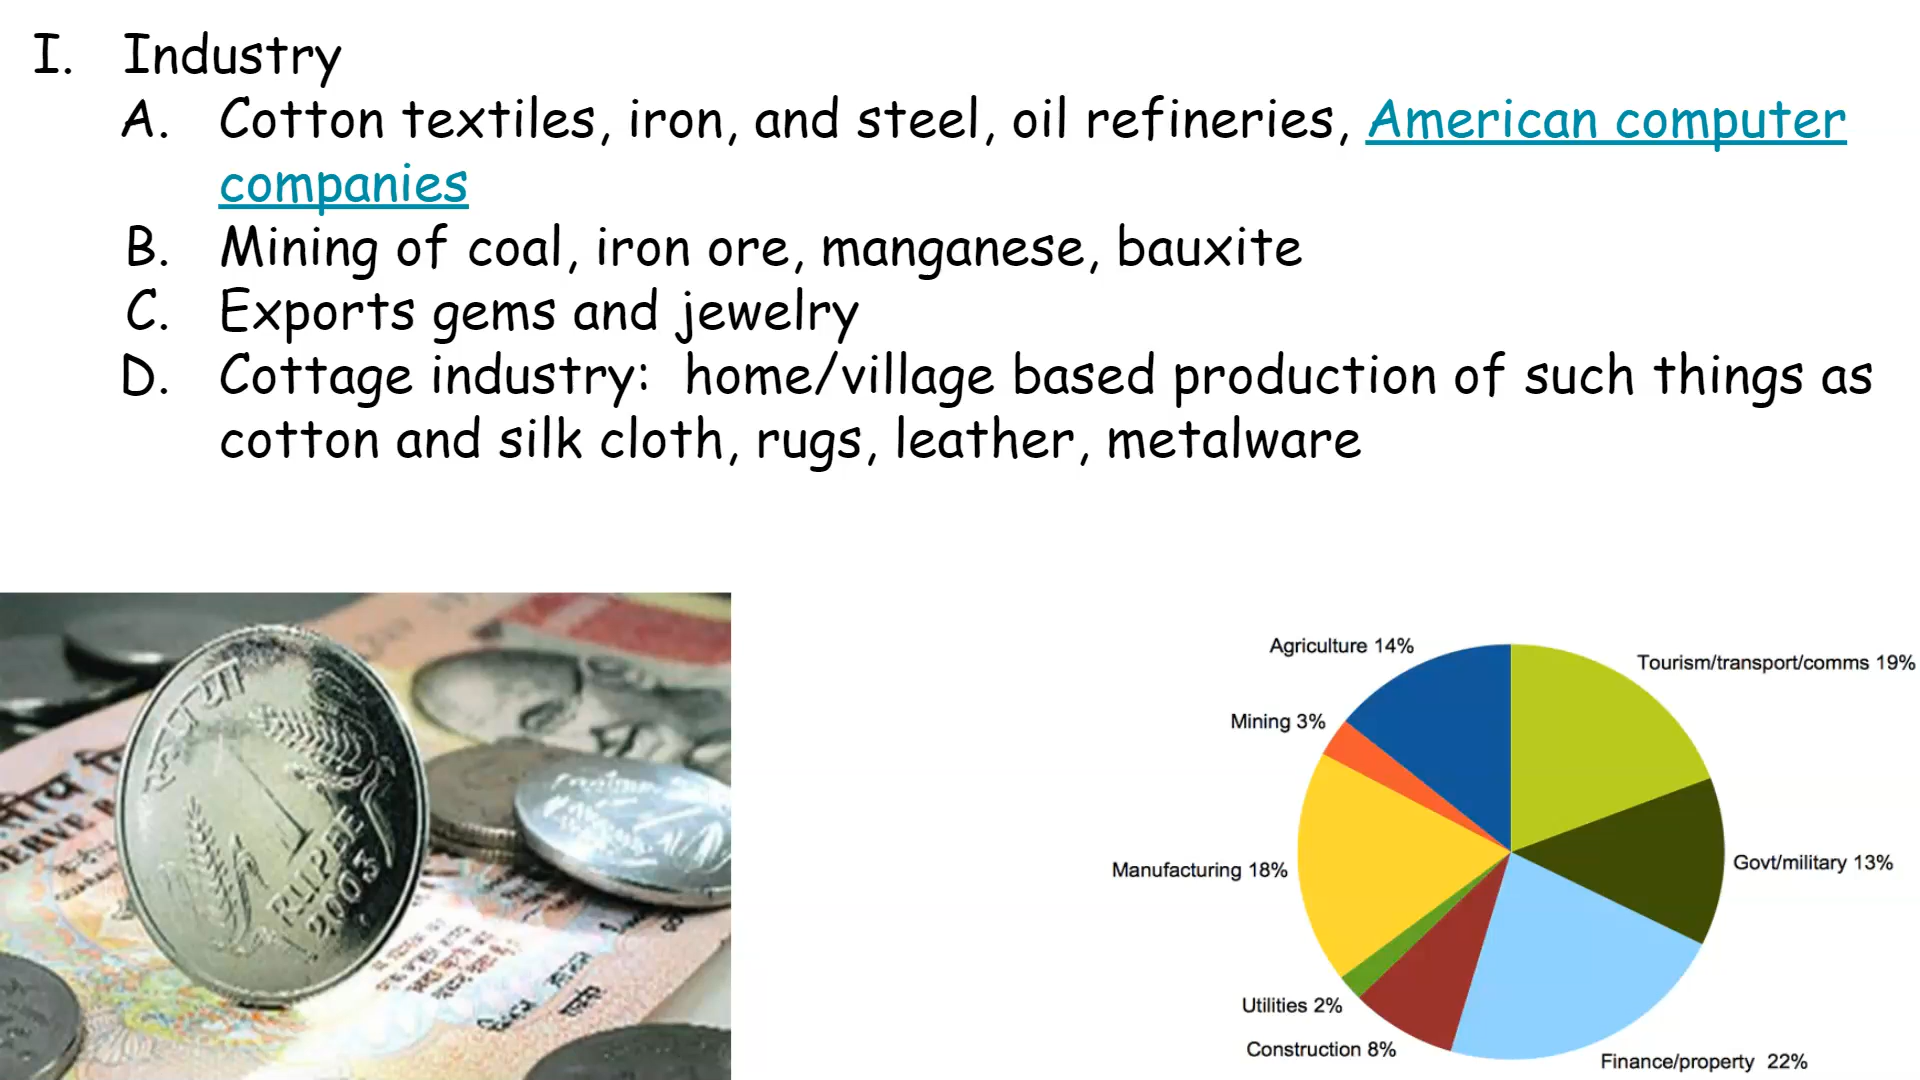 I. Industry
A. Cotton textiles, iron, and steel, oil refineries, American computer
companies
B. Mining of coal, iron ore, manganese, bauxite
C. Exports gems and jewelry
D. Cottage industry: home/village based production of such things as
cotton and silk cloth, rugs, leather, metalware
रुपया
1
RUPEE
2003
Agriculture 14%
Tourism/transport/comms 19%
Mining 3%
Manufacturing 18%
Govt/military 13%
Utilities 2%
Construction 8%
Finance/property 22%